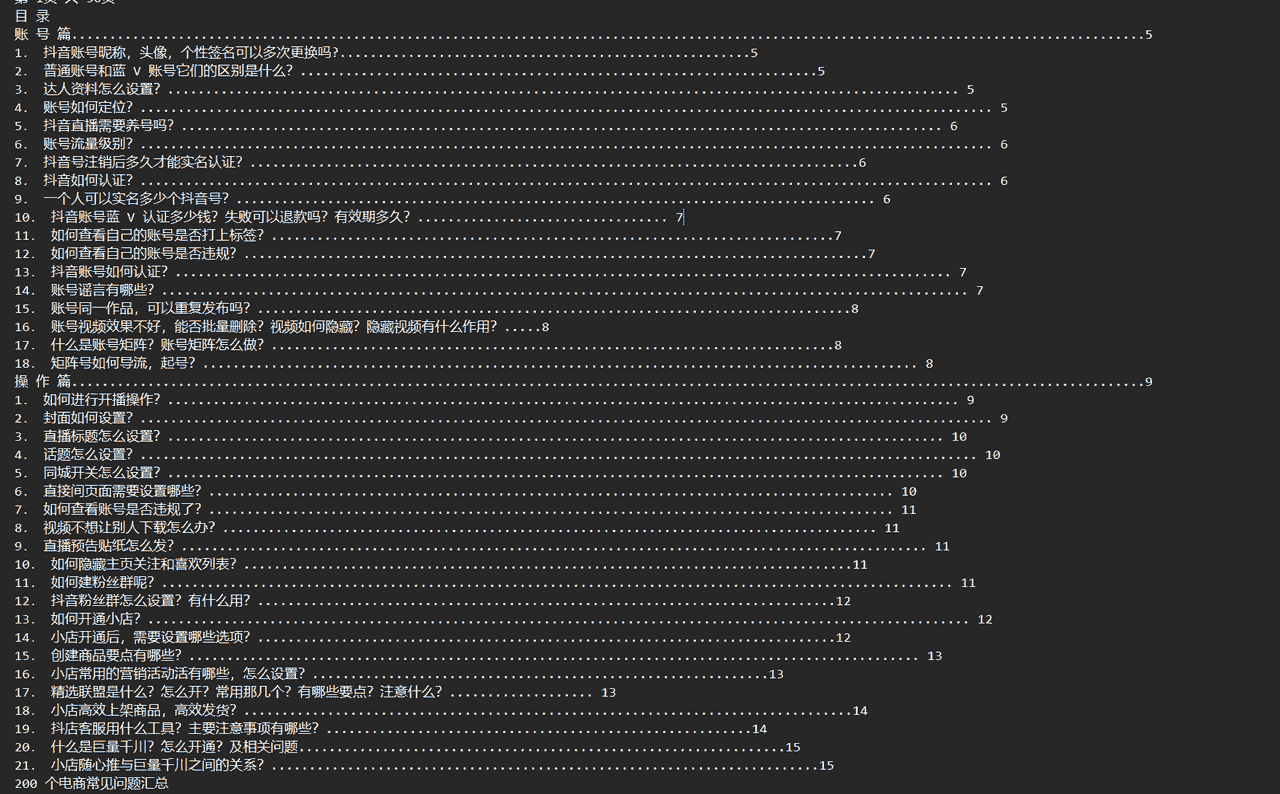 目 录
账 号 篇........................................................................................................................................5
1. 抖音账号昵称，头像，个性签名可以多次更换吗?....................................................5
2. 普通账号和蓝 V 账号它们的区别是什么? .................................................................5
3. 达人资料怎么设置? .................................................................................................... 5
4. 账号如何定位? ............................................................................................................ 5
5. 抖音直播需要养号吗? ................................................................................................ 6
6. 账号流量级别? ............................................................................................................ 6
7. 抖音号注销后多久才能实名认证? .............................................................................6
8. 抖音如何认证? ............................................................................................................ 6
9. 一个人可以实名多少个抖音号? ................................................................................. 6
10. 抖音账号蓝 V 认证多少钱? 失败可以退款吗? 有效期多久? ................................ 7
11. 如何查看自己的账号是否打上标签? .......................................................................7
12. 如何查看自己的账号是否违规? ...............................................................................7
13. 抖音账号如何认证? .................................................................................................. 7
14. 账号谣言有哪些? ...................................................................................................... 7
15. 账号同一作品，可以重复发布吗? ...........................................................................8
16. 账号视频效果不好，能否批量删除? 视频如何隐藏? 隐藏视频有什么作用? .....8
17. 什么是账号矩阵? 账号矩阵怎么做? .......................................................................8
18. 矩阵号如何导流，起号? ........................................................................................... 8
操 作 篇........................................................................................................................................9
1. 如何进行开播操作? .................................................................................................... 9
2. 封面如何设置? ............................................................................................................ 9
3. 直播标题怎么设置? .................................................................................................. 10
4. 话题怎么设置? .......................................................................................................... 10
5. 同城开关怎么设置? .................................................................................................. 10
6. 直接间页面需要设置哪些? ....................................................................................... 10
7. 如何查看账号是否违规了? ....................................................................................... 11
8. 视频不想让别人下载怎么办? ................................................................................... 11
9. 直播预告贴纸怎么发? .............................................................................................. 11
10. 如何隐藏主页关注和喜欢列表? .............................................................................11
11. 如何建粉丝群呢? .................................................................................................... 11
12. 抖音粉丝群怎么设置? 有什么用? .........................................................................12
13. 如何开通小店? ........................................................................................................ 12
14. 小店开通后，需要设置哪些选项? .........................................................................12
15. 创建商品要点有哪些? ............................................................................................. 13
16. 小店常用的营销活动活有哪些，怎么设置? ..........................................................13
17. 精选联盟是什么? 怎么开? 常用那几个? 有哪些要点? 注意什么? ................... 13
18. 小店高效上架商品，高效发货? .............................................................................14
19. 抖店客服用什么工具? 主要注意事项有哪些? ......................................................14
20. 什么是巨量千川? 怎么开通? 及相关问题.............................................................15
21. 小店随心推与巨量千川之间的关系? .....................................................................15
200 个电商常见问题汇总